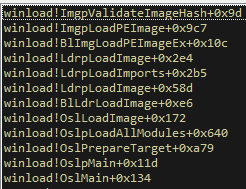 winload!ImgpValidateImageHash+0x9d
winload!ImgpLoadPEImage+0x9c7
winload!BlImgLoadPEImageEx+0x10c
winload!LdrpLoadImage+0x2e4
winload!LdrpLoadImports+0x2b5
winload!LdrpLoadImage+0x58d
winload!BlLdrLoadImage+0xe6
winload!OslLoadImage+0x172
winload!OslpLoadAllModules+0x640
winload!OslPrepareTarget+0xa79
winload!OslpMain+0x11d
winload!OslMain+0x134